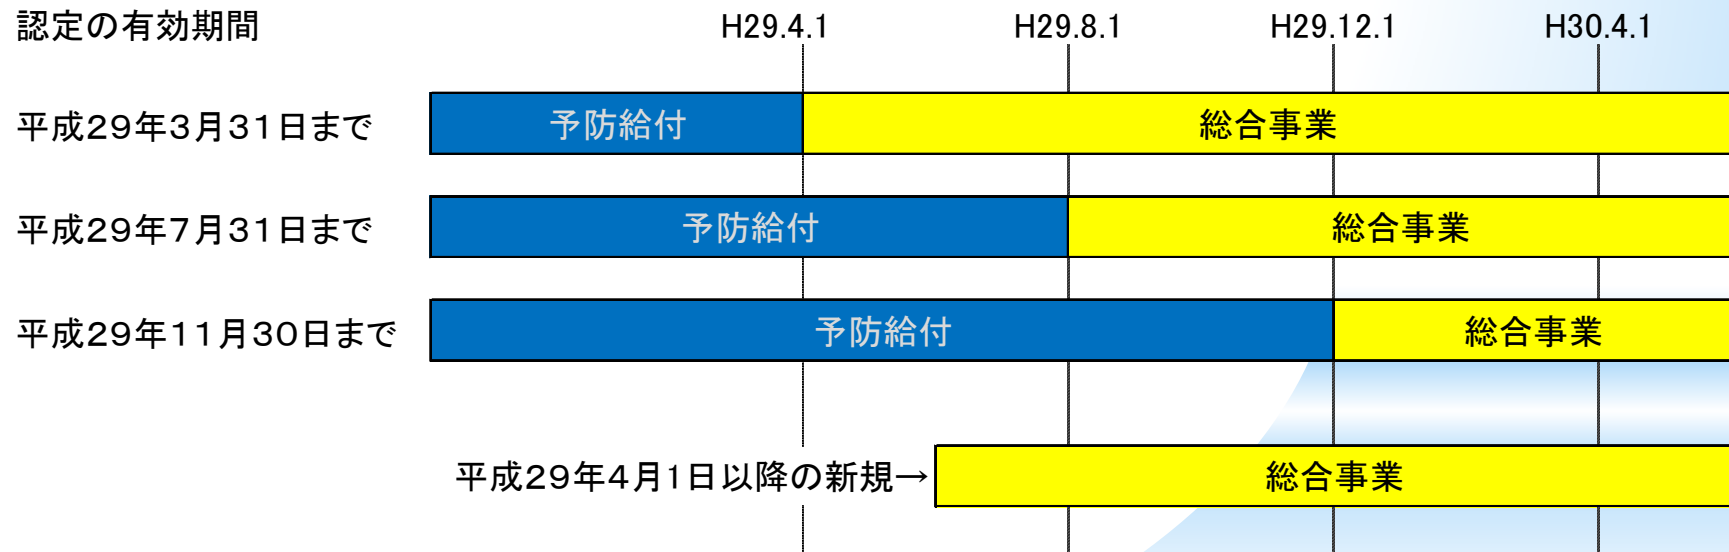 認定の有効期間 H29.4.1 H29.8.1 H29.12.1 H30.4.1
平成29年3月31日まで 予防給付 総合事業
平成29年7月31日まで 予防給付 総合事業
平成29年11月30日まで 予防給付 総合事業
平成29年4月1日以降の新規→ 総合事業